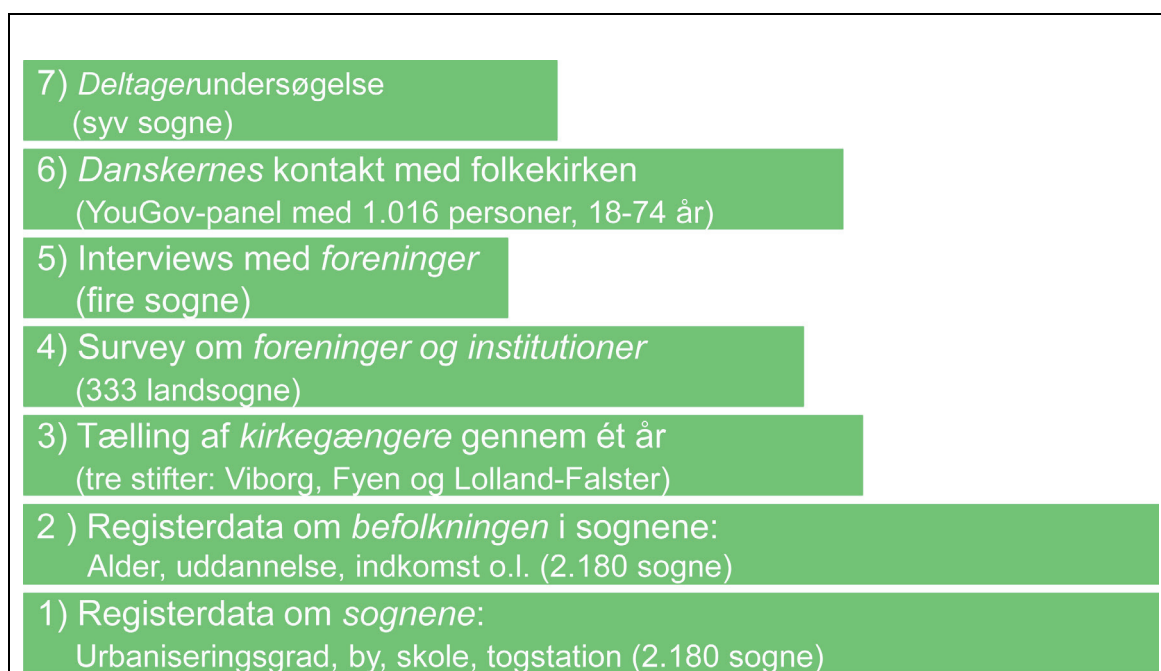 7) Deltagerundersøgelse
(syv sogne)
6) Danskernes kontakt med folkekirken
(YouGov-panel med 1.016 personer, 18-74 år)
5) Interviews med foreninger
(fire sogne)
4) Survey om foreninger og institutioner
(333 landsogne)
3) Tælling af kirkegængere gennem ét år
(tre stifter: Viborg, Fyen og Lolland-Falster)
2 ) Registerdata om befolkningen i sognene:
Alder, uddannelse, indkomst o.l. (2.180 sogne)
1) Registerdata om sognene:
Urbaniseringsgrad, by, skole, togstation (2.180 sogne)